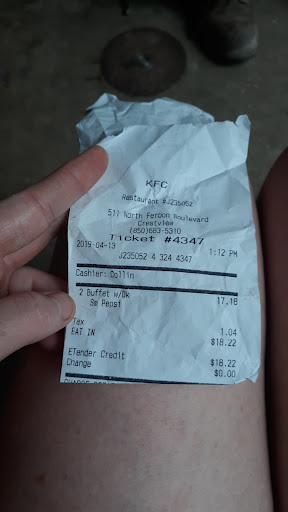 KFC
Restaurant #J235052
511 North Ferdon Boulevard
Crestview
(850)683-5310
Ticket #4347
2019-04-13 1:12 PM
J235052 4 324 4347
Cashier: Collin
2 Buffet w/Dk 17.18
Sm Pepsi
Tax 1.04
EAT IN $18.22
ETender Credit $18.22
Change $0.00